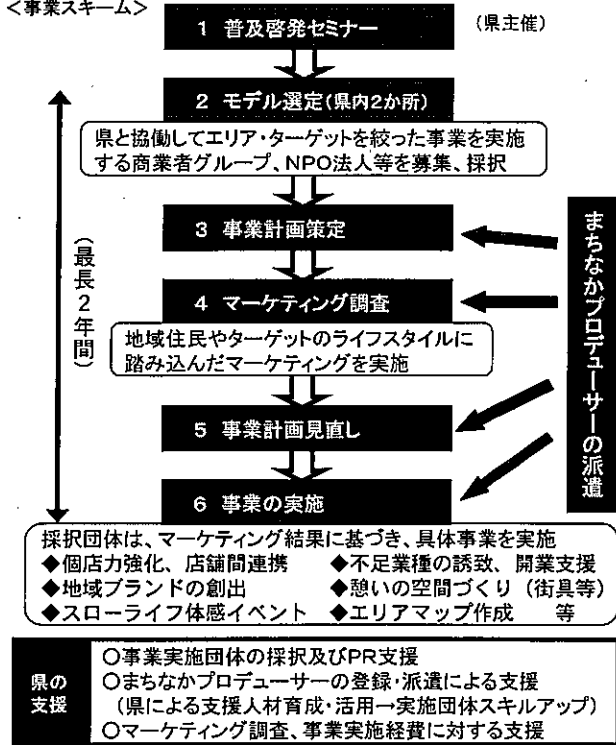 <事業スキーム>
1 普及啓発セミナー
(県主催)
2 モデル選定(県内2か所)
県と協働してエリア・ターゲットを絞った事業を実施
する商業者グループ、NPO法人等を募集、採択
3 事業計画策定
4 マーケティング調査
地域住民やターゲットのライフスタイルに
踏み込んだマーケティングを実施
5 事業計画見直し
6 事業の実施
(最長2年間)
まちなかプロデューサーの派遣
採択団体は、マーケティング結果に基づき、具体事業を実施
◆個店力強化、店舗間連携 ◆不足業種の誘致、開業支援
◆地域ブランドの創出 ◆憩いの空間づくり(街具等)
◆スローライフ体感イベント ◆エリアマップ作成 等
県の
支援
○事業実施団体の採択及びPR支援
○まちなかプロデューサーの登録・派遣による支援
(県による支援人材育成・活用→実施団体スキルアップ)
○マーケティング調査、事業実施経費に対する支援